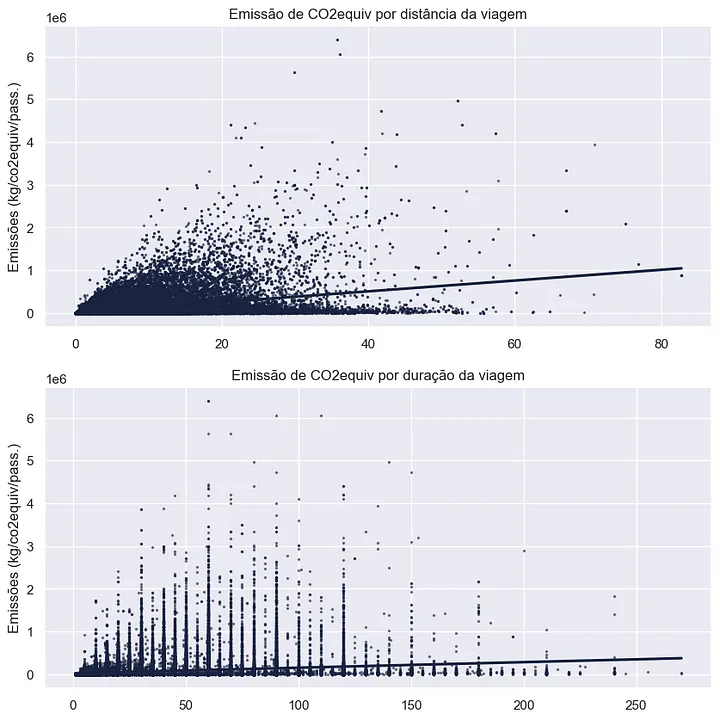 Emissão de CO2equiv por distância da viagem
1e6
Emissões (kg/co2equiv/pass.)
6
5
4
3
2
1
0
0 20 40 60 80
Emissão de CO2equiv por duração da viagem
1e6
Emissões (kg/co2equiv/pass.)
6
5
4
3
2
1
0
0 50 100 150 200 250